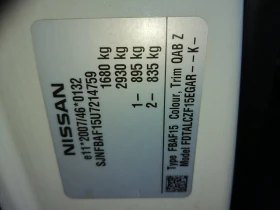 NISSAN
e11*2007/46*0132
SJNFBAF15U7214759
1680 kg
2930 kg
1- 895 kg
2- 835 kg
Type FBAF15 Colour, Trim QAB Z
Model FDTALCZF15EGAR--K-